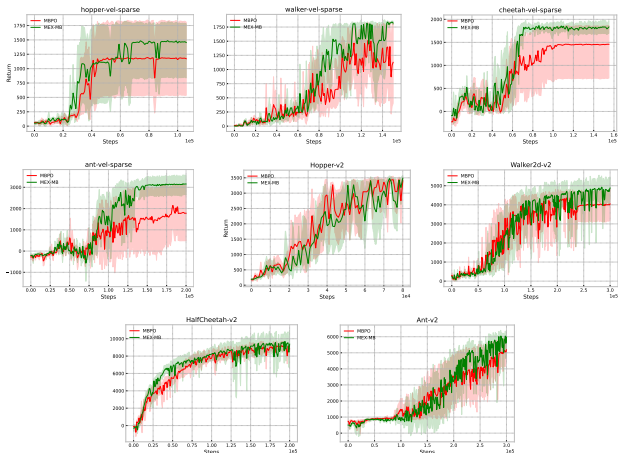 hopper-vel-sparse
MBPO
MEX-MB
1750
1500
1250
1000
750
500
250
0
Return
0.0 0.2 0.4 0.6 0.8 1.0
1e5
Steps
walker-vel-sparse
MBPO
MEX-MB
1750
1500
1250
1000
750
500
250
0
0.0 0.2 0.4 0.6 0.8 1.0 1.2 1.4
1e5
Steps
cheetah-vel-sparse
MBPO
MEX-MB
2000
1500
1000
500
0
0.0 0.2 0.4 0.6 0.8 1.0 1.2 1.4 1.6
1e5
Steps
ant-vel-sparse
MBPO
MEX-MB
3000
2000
1000
0
−1000
0.00 0.25 0.50 0.75 1.00 1.25 1.50 1.75 2.00
1e5
Steps
Hopper-v2
MBPO
MEX-MB
3500
3000
2500
2000
1500
1000
500
0
Return
0 1 2 3 4 5 6 7 8
1e4
Steps
Walker2d-v2
MBPO
MEX-MB
5000
4000
3000
2000
1000
0
0.0 0.5 1.0 1.5 2.0 2.5 3.0
1e5
Steps
HalfCheetah-v2
MBPO
MEX-MB
10000
8000
6000
4000
2000
0
0.00 0.25 0.50 0.75 1.00 1.25 1.50 1.75 2.00
1e5
Steps
Ant-v2
MBPO
MEX-MB
6000
5000
4000
3000
2000
1000
0
0.0 0.5 1.0 1.5 2.0 2.5 3.0
1e5
Steps